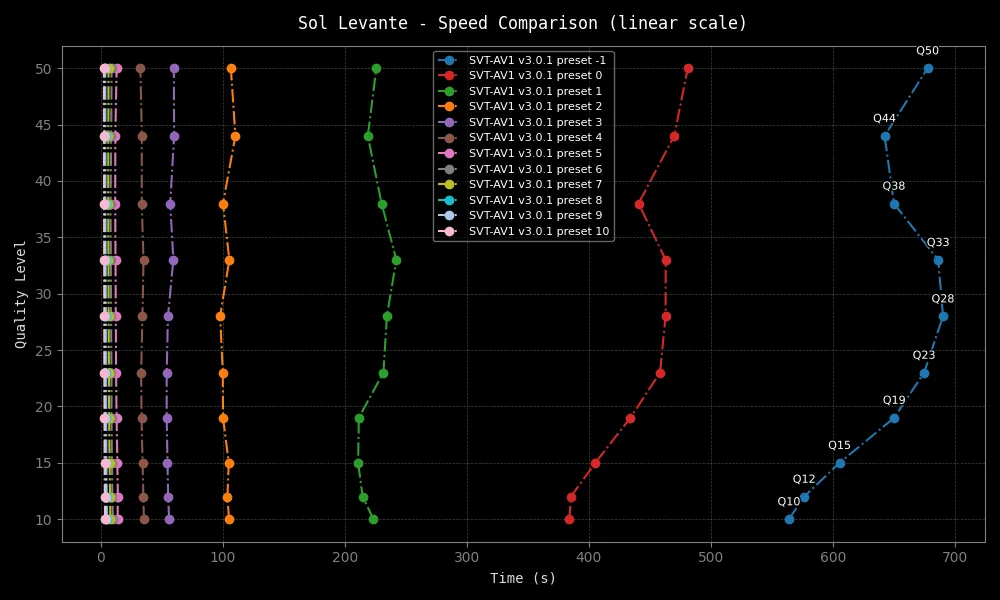 Sol Levante - Speed Comparison (linear scale)
Quality Level
50
45
40
35
30
25
20
15
10
SVT-AV1 v3.0.1 preset -1
SVT-AV1 v3.0.1 preset 0
SVT-AV1 v3.0.1 preset 1
SVT-AV1 v3.0.1 preset 2
SVT-AV1 v3.0.1 preset 3
SVT-AV1 v3.0.1 preset 4
SVT-AV1 v3.0.1 preset 5
SVT-AV1 v3.0.1 preset 6
SVT-AV1 v3.0.1 preset 7
SVT-AV1 v3.0.1 preset 8
SVT-AV1 v3.0.1 preset 9
SVT-AV1 v3.0.1 preset 10
Q50
Q44
Q38
Q33
Q28
Q23
Q19
Q15
Q12
Q10
0 100 200 300 400 500 600 700
Time (s)